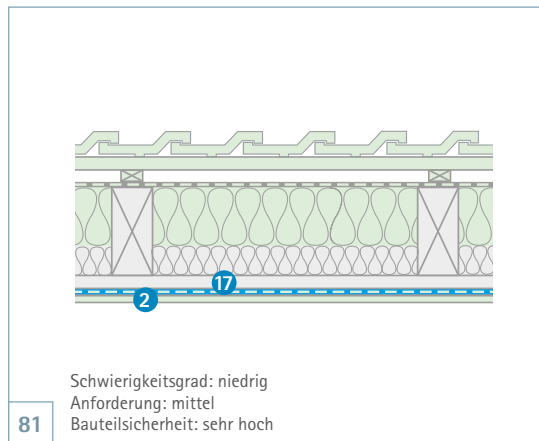 17
2
Schwierigkeitsgrad: niedrig
Anforderung: mittel
81 Bauteilsicherheit: sehr hoch